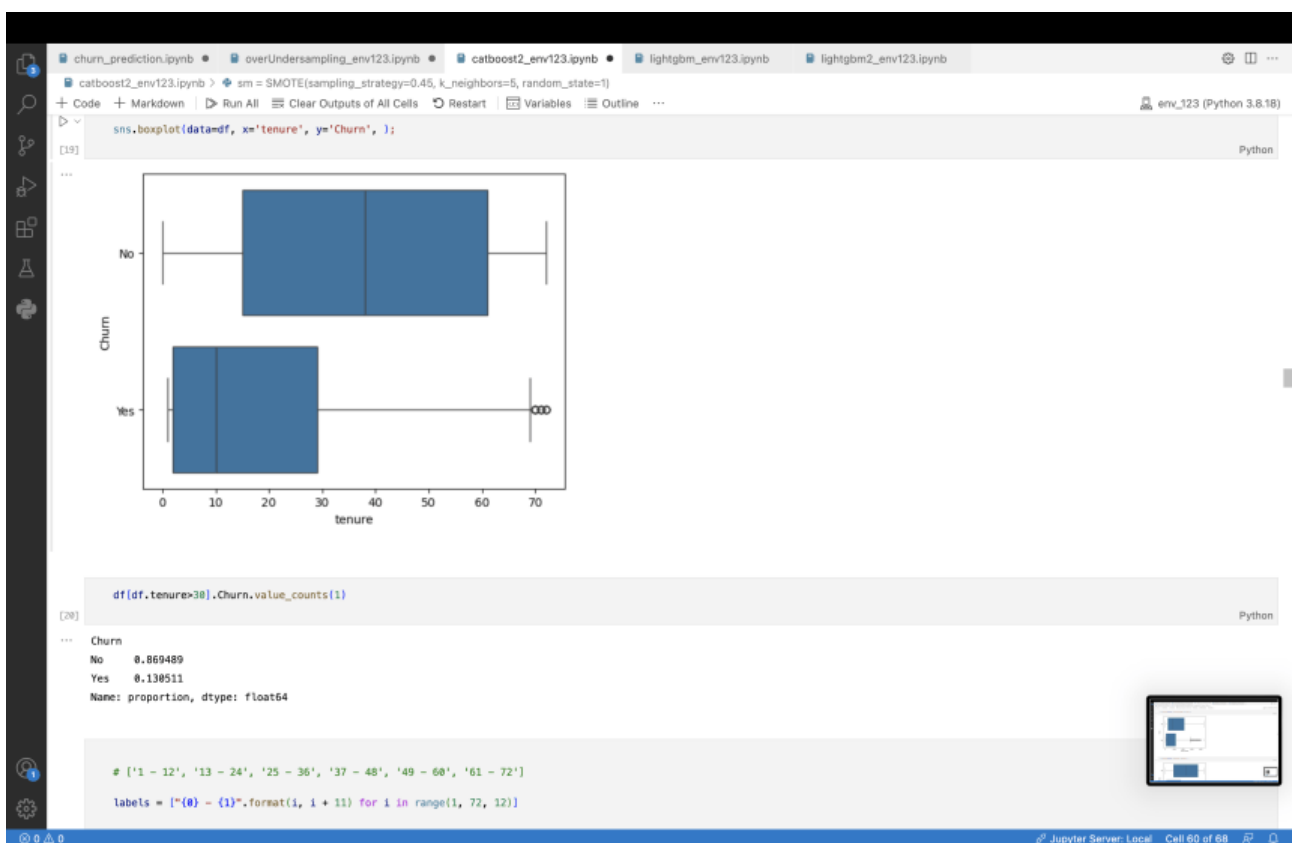 churn_prediction.ipynb overUndersampling_env123.ipynb catboost2_env123.ipynb lightgbm_env123.ipynb lightgbm2_env123.ipynb
catboost2_env123.ipynb > sm = SMOTE(sampling_strategy=0.45, k_neighbors=5, random_state=1)
+ Code + Markdown Run All Clear Outputs of All Cells Restart Variables Outline ... env_123 (Python 3.8.18)
sns.boxplot(data=df, x='tenure', y='Churn', );
[19] Python
...
No
Churn
Yes
0 10 20 30 40 50 60 70
tenure
df[df.tenure>30].Churn.value_counts(1)
[20] Python
... Churn
No 0.869489
Yes 0.130511
Name: proportion, dtype: float64
# ['1 - 12', '13 - 24', '25 - 36', '37 - 48', '49 - 60', '61 - 72']
labels = ["{0} - {1}".format(i, i + 11) for i in range(1, 72, 12)]
0 0 Jupyter Server: Local Cell 60 of 68